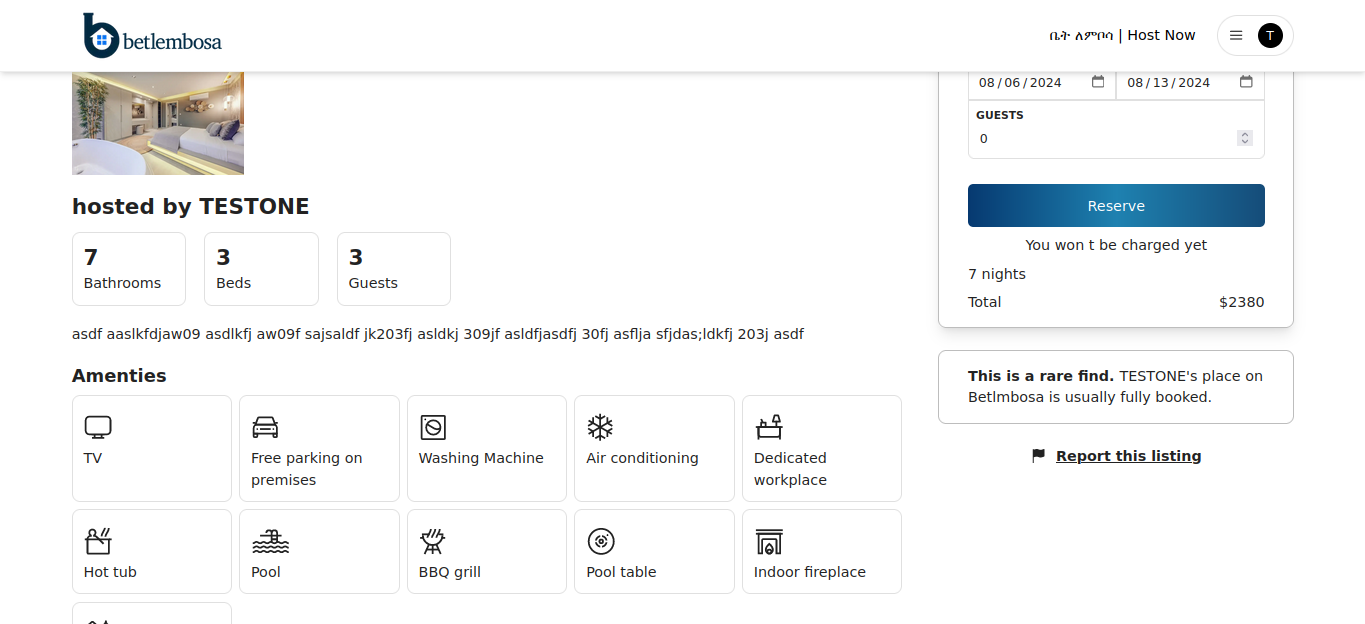 betlembosa
ቤት ለምቦሳ | Host Now
T
08/06/2024
08/13/2024
GUESTS
0
Reserve
You won t be charged yet
7 nights
Total $2380
This is a rare find. TESTONE's place on
Betlmbosa is usually fully booked.
Report this listing
hosted by TESTONE
7
Bathrooms
3
Beds
3
Guests
asdf aaslkfdjaw09 asdlkfj aw09f sajsaldf jk203fj asldkj 309jf asldfjasdfj 30fj asflja sfjdas;ldkfj 203j asdf
Amenties
TV
Free parking on
premises
Washing Machine
Air conditioning
Dedicated
workplace
Hot tub
Pool
BBQ grill
Pool table
Indoor fireplace